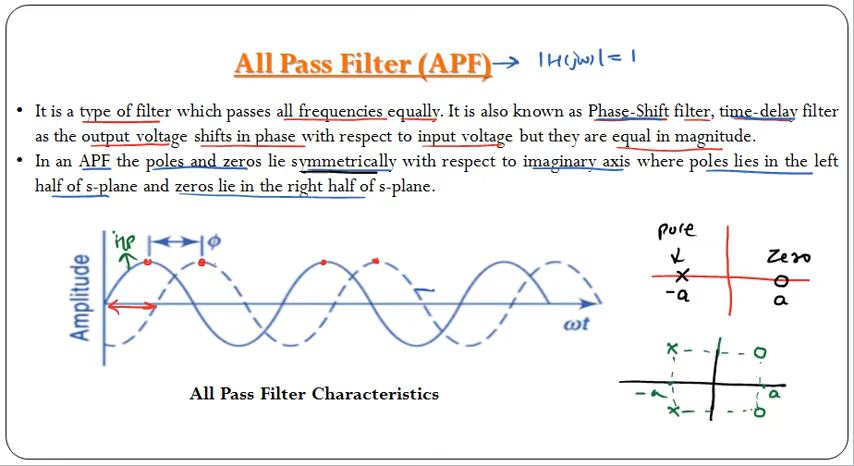 All Pass Filter (APF) → |H(jω)| = 1
• It is a type of filter which passes all frequencies equally. It is also known as Phase-Shift filter, time-delay filter
as the output voltage shifts in phase with respect to input voltage but they are equal in magnitude.
• In an APF the poles and zeros lie symmetrically with respect to imaginary axis where poles lies in the left
half of s-plane and zeros lie in the right half of s-plane.
i/p
ϕ
Amplitude
ωt
All Pass Filter Characteristics
pole
zero
-a
a
-a
a